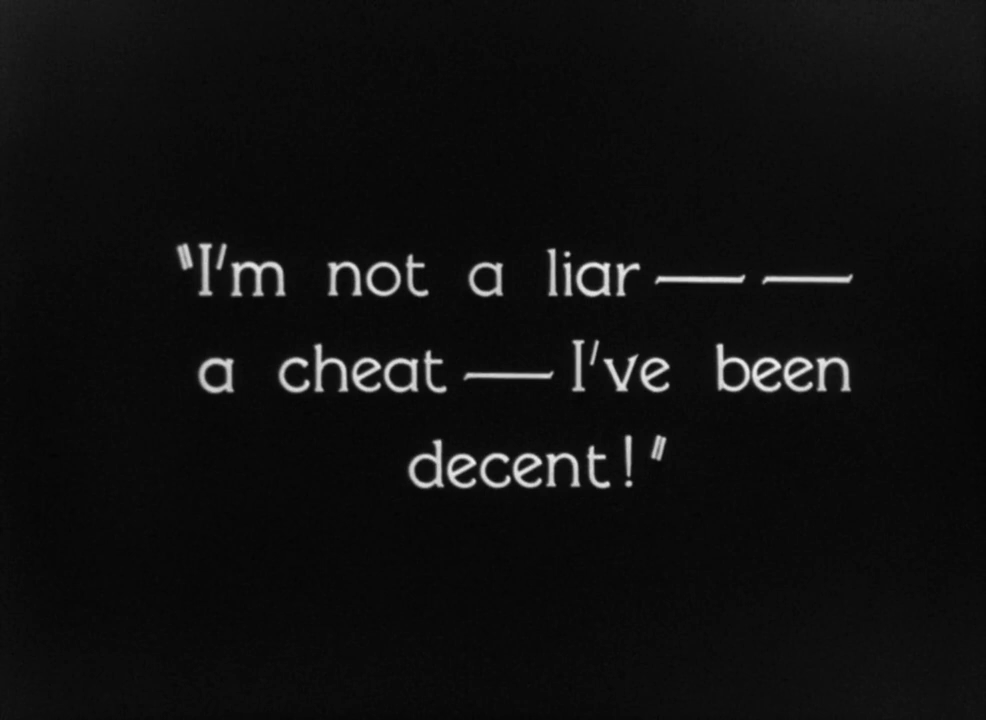 "I'm not a liar — —
a cheat — I've been
decent!"